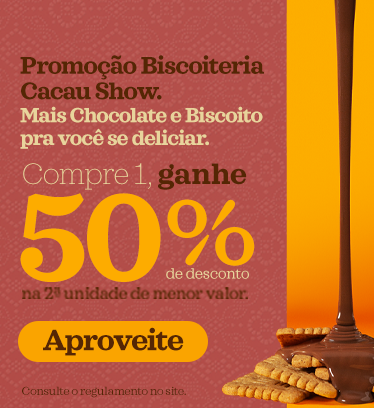 Promoção Biscoiteria
Cacau Show.
Mais Chocolate e Biscoito
pra você se deliciar.
Compre 1, ganhe
50%
de desconto
na 2ª unidade de menor valor.
Aproveite
Consulte o regulamento no site.